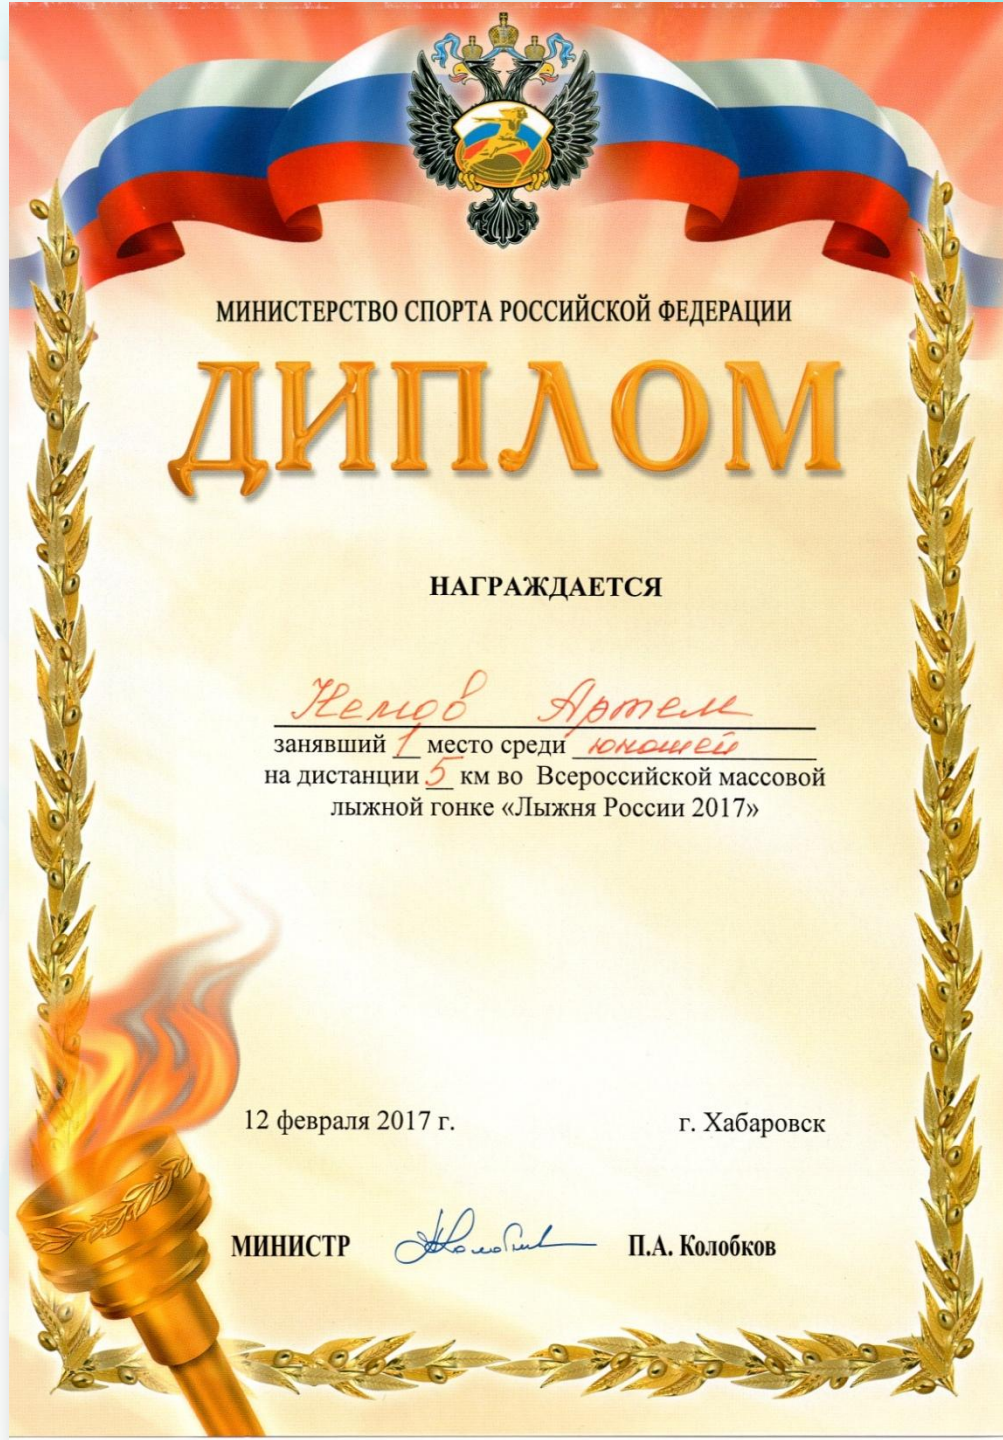 МИНИСТЕРСТВО СПОРТА РОССИЙСКОЙ ФЕДЕРАЦИИ
ДИПЛОМ
НАГРАЖДАЕТСЯ
Немов Артем
занявший 1 место среди юношей
на дистанции 5 км во Всероссийской массовой
лыжной гонке «Лыжня России 2017»
12 февраля 2017 г. г. Хабаровск
МИНИСТР П.А. Колобков